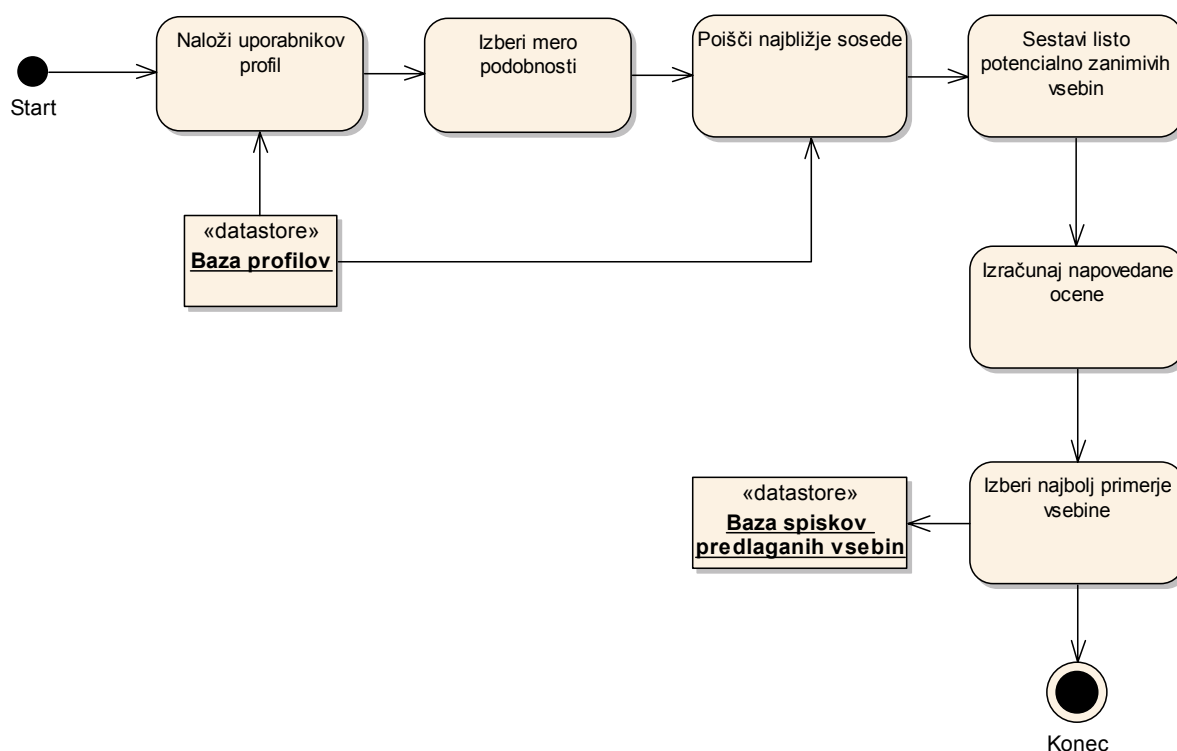 Start
Naloži uporabnikov
profil
Izberi mero
podobnosti
Poišči najbližje sosede
Sestavi listo
potencialno zanimivih
vsebin
«datastore»
Baza profilov
Izračunaj napovedane
ocene
Izberi najbolj primerje
vsebine
«datastore»
Baza spiskov
predlaganih vsebin
Konec